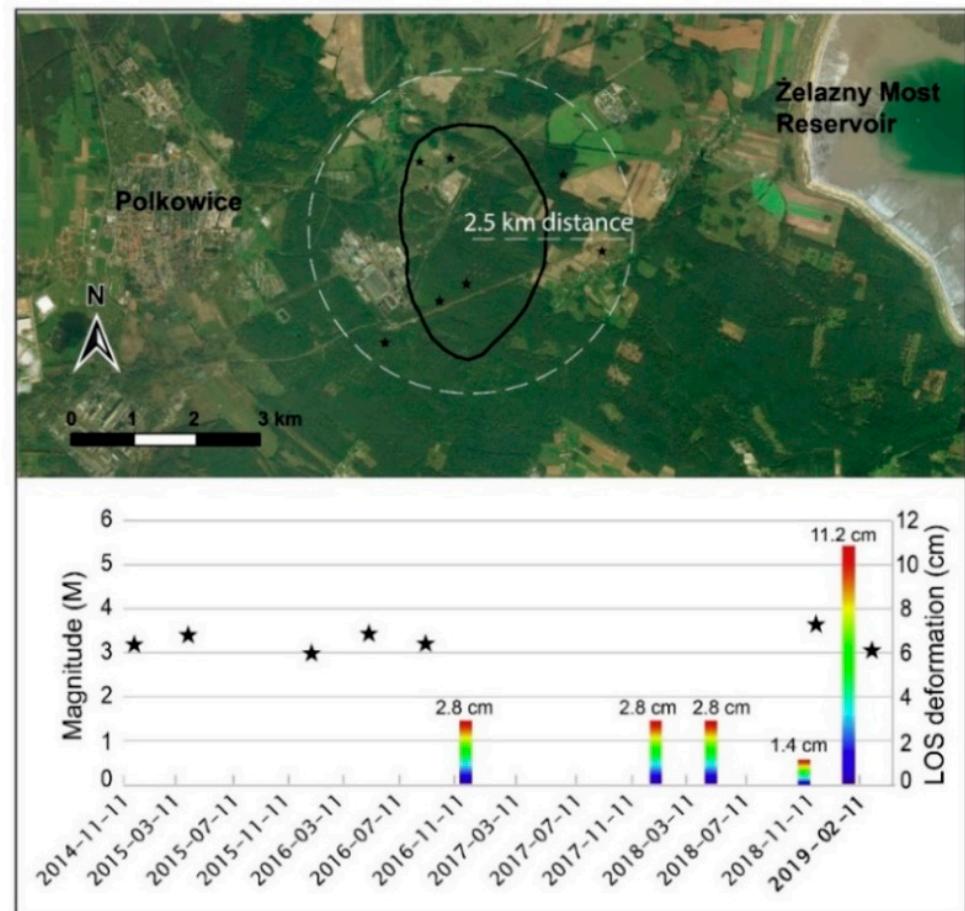 Żelazny Most
Reservoir
Polkowice
2.5 km distance
N
0 1 2 3 km
6 12
5 10
4 8
3 6
2 4
1 2
0 0
Magnitude (M)
LOS deformation (cm)
2.8 cm
2.8 cm
2.8 cm
1.4 cm
11.2 cm
2014-11-11
2015-03-11
2015-07-11
2015-11-11
2016-03-11
2016-07-11
2016-11-11
2017-03-11
2017-07-11
2017-11-11
2018-03-11
2018-07-11
2018-11-11
2019-02-11